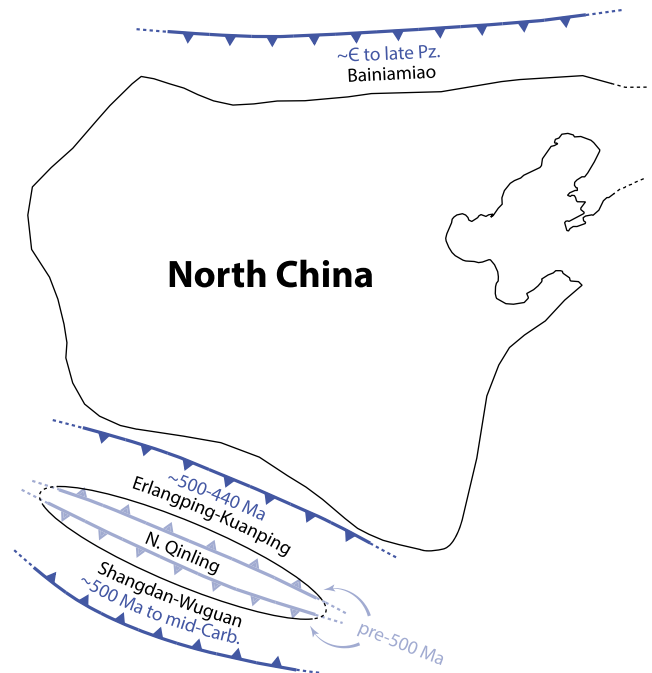 ~Є to late Pz.
Bainiamiao
North China
~500-440 Ma
Erlangping-Kuanping
N. Qinling
Shangdan-Wuguan
~500 Ma to mid-Carb.
pre-500 Ma